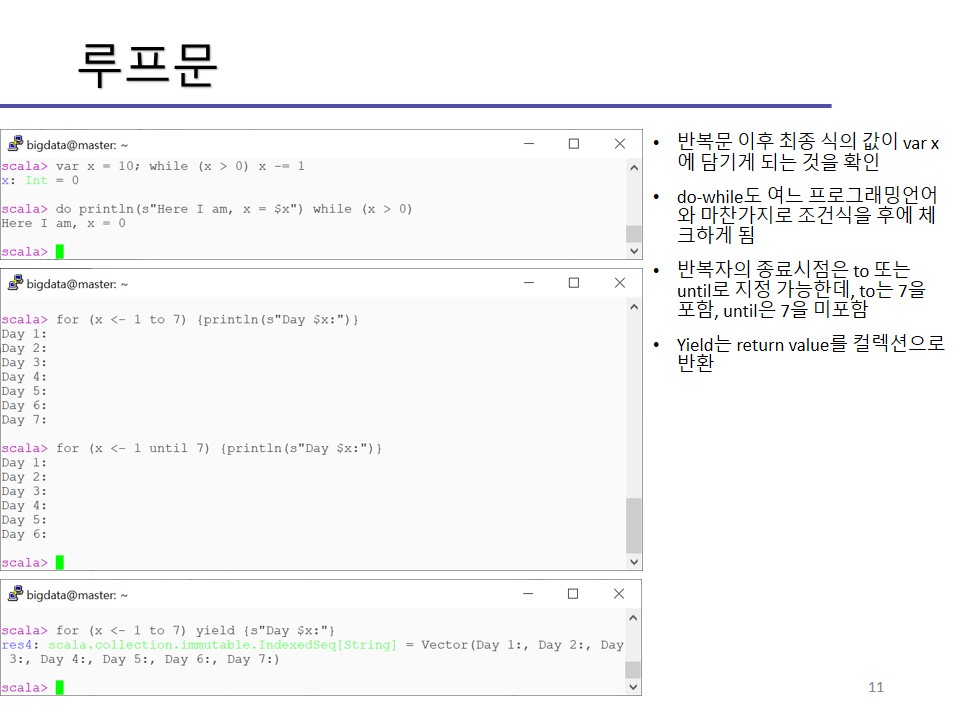 루프문
bigdata@master: ~
scala> var x = 10; while (x > 0) x -= 1
x: Int = 0
scala> do println(s"Here I am, x = $x") while (x > 0)
Here I am, x = 0
scala>
bigdata@master: ~
scala> for (x <- 1 to 7) {println(s"Day $x:")}
Day 1:
Day 2:
Day 3:
Day 4:
Day 5:
Day 6:
Day 7:
scala> for (x <- 1 until 7) {println(s"Day $x:")}
Day 1:
Day 2:
Day 3:
Day 4:
Day 5:
Day 6:
scala>
bigdata@master: ~
scala> for (x <- 1 to 7) yield {s"Day $x:"}
res4: scala.collection.immutable.IndexedSeq[String] = Vector(Day 1:, Day 2:, Day
3:, Day 4:, Day 5:, Day 6:, Day 7:)
scala>
• 반복문 이후 최종 식의 값이 var x
에 담기게 되는 것을 확인
• do-while도 여느 프로그래밍언어
와 마찬가지로 조건식을 후에 체
크하게 됨
• 반복자의 종료시점은 to 또는
until로 지정 가능한데, to는 7을
포함, until은 7을 미포함
• Yield는 return value를 컬렉션으로
반환
11